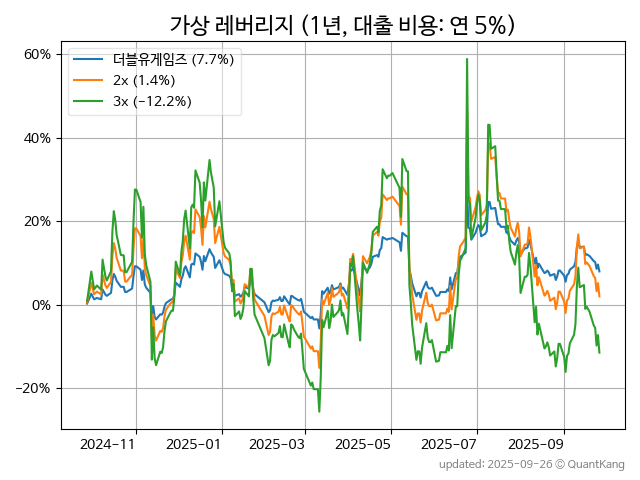 가상 레버리지 (1년, 대출 비용: 연 5%)
60%
40%
20%
0%
−20%
더블유게임즈 (7.7%)
2x (1.4%)
3x (−12.2%)
2024-11
2025-01
2025-03
2025-05
2025-07
2025-09
updated: 2025-09-26 © QuantKang